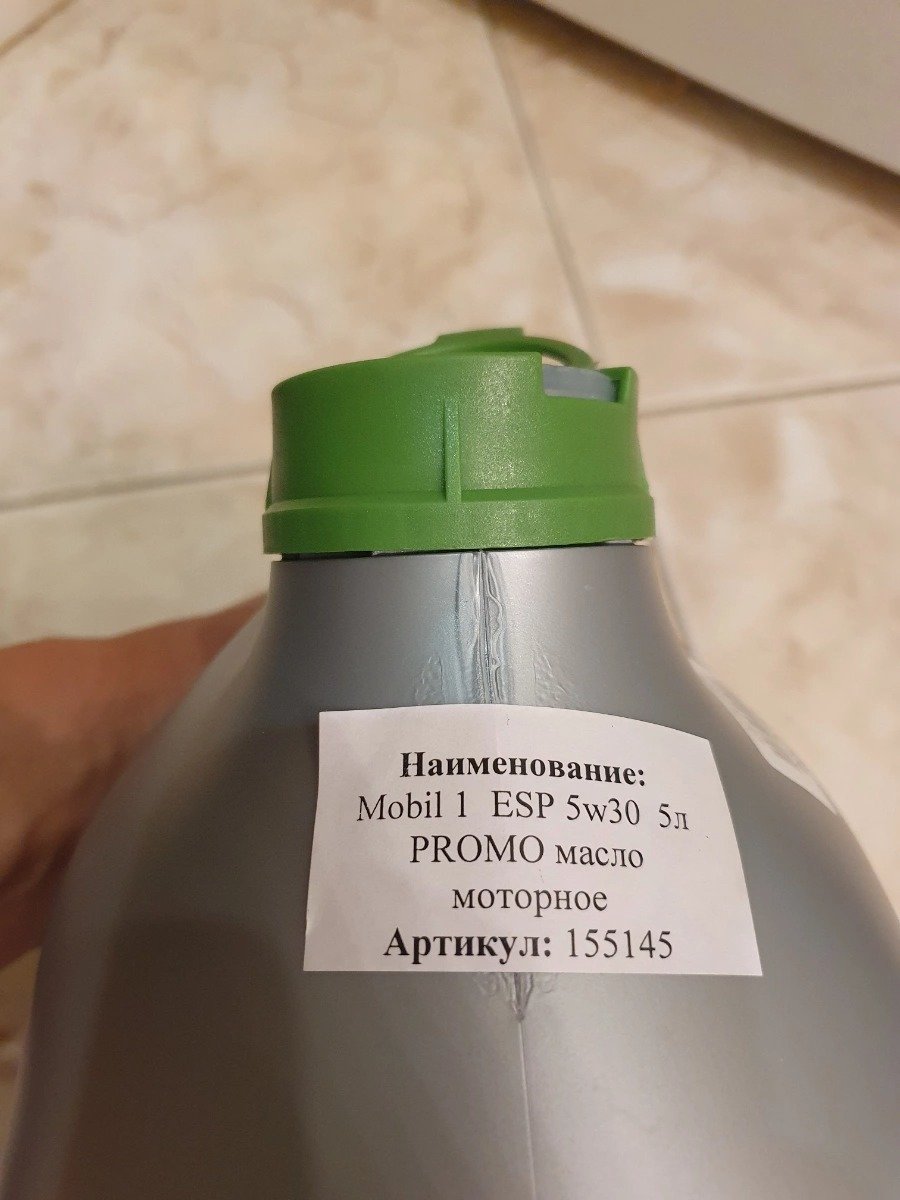 Наименование:
Mobil 1 ESP 5w30 5л
PROMO масло
моторное
Артикул: 155145